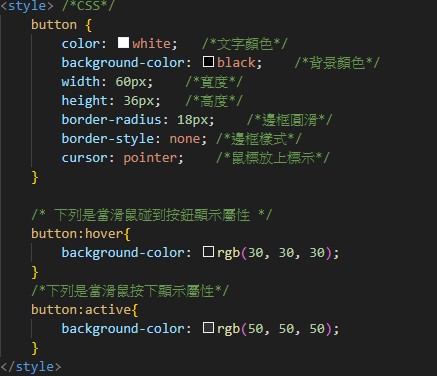 <style> /*CSS*/
button {
color: white; /*文字顏色*/
background-color: black; /*背景顏色*/
width: 60px; /*寬度*/
height: 36px; /*高度*/
border-radius: 18px; /*邊框圓滑*/
border-style: none; /*邊框樣式*/
cursor: pointer; /*鼠標放上標示*/
}
/* 下列是當滑鼠碰到按鈕顯示屬性 */
button:hover{
background-color: rgb(30, 30, 30);
}
/*下列是當滑鼠按下顯示屬性*/
button:active{
background-color: rgb(50, 50, 50);
}
</style>